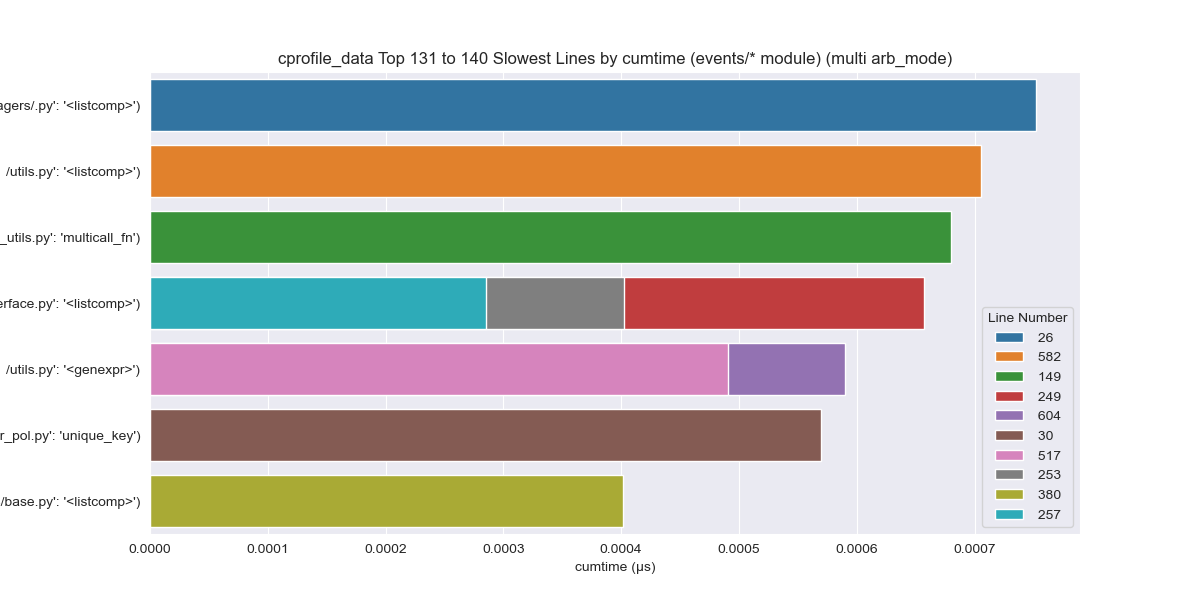 cprofile_data Top 131 to 140 Slowest Lines by cumtime (events/* module) (multi arb_mode)
agers/.py': '<listcomp>')
/utils.py': '<listcomp>')
_utils.py': 'multicall_fn')
erface.py': '<listcomp>')
/utils.py': '<genexpr>')
r_pol.py': 'unique_key')
/base.py': '<listcomp>')
Line Number
26
582
149
249
604
30
517
253
380
257
0.0000 0.0001 0.0002 0.0003 0.0004 0.0005 0.0006 0.0007
cumtime (µs)